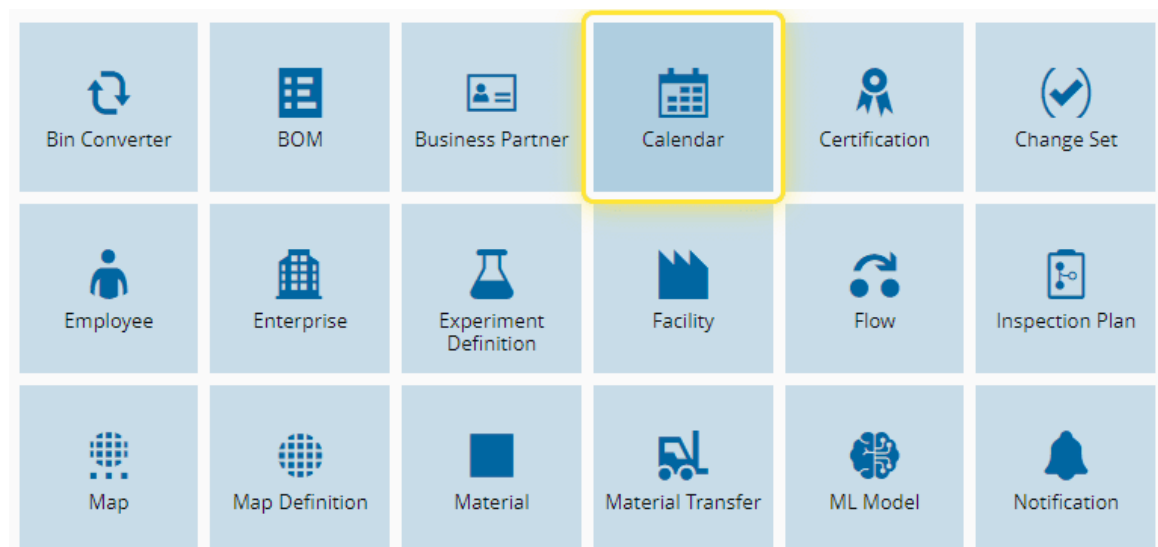 Bin Converter
BOM
Business Partner
Calendar
Certification
Change Set
Employee
Enterprise
Experiment
Definition
Facility
Flow
Inspection Plan
Map
Map Definition
Material
Material Transfer
ML Model
Notification